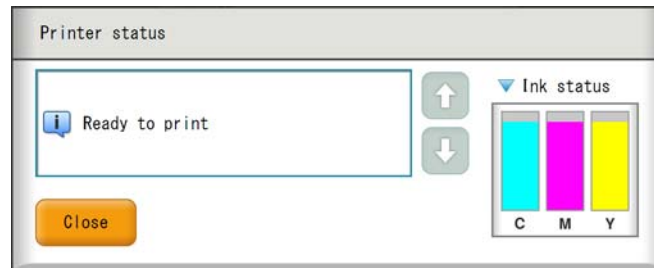 Printer status
Ready to print
Ink status
C M Y
Close